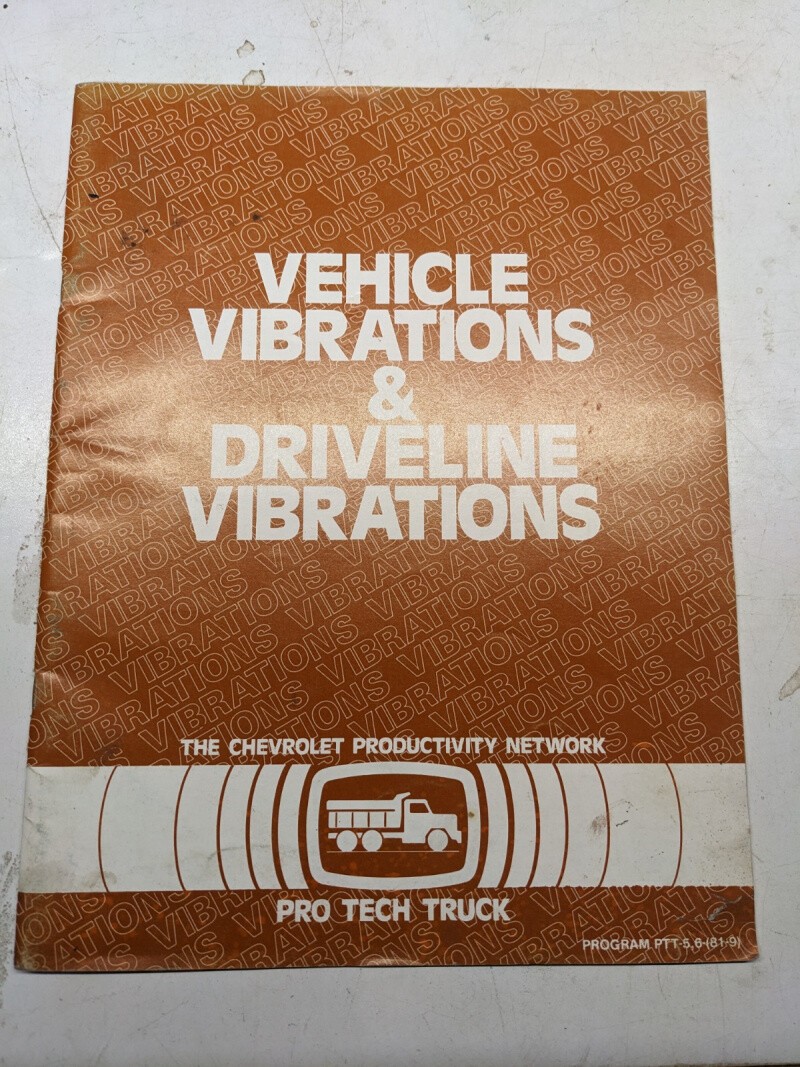 VEHICLE
VIBRATIONS
&
DRIVELINE
VIBRATIONS
THE CHEVROLET PRODUCTIVITY NETWORK
PRO TECH TRUCK
PROGRAM PTT-5,6-(81-9)